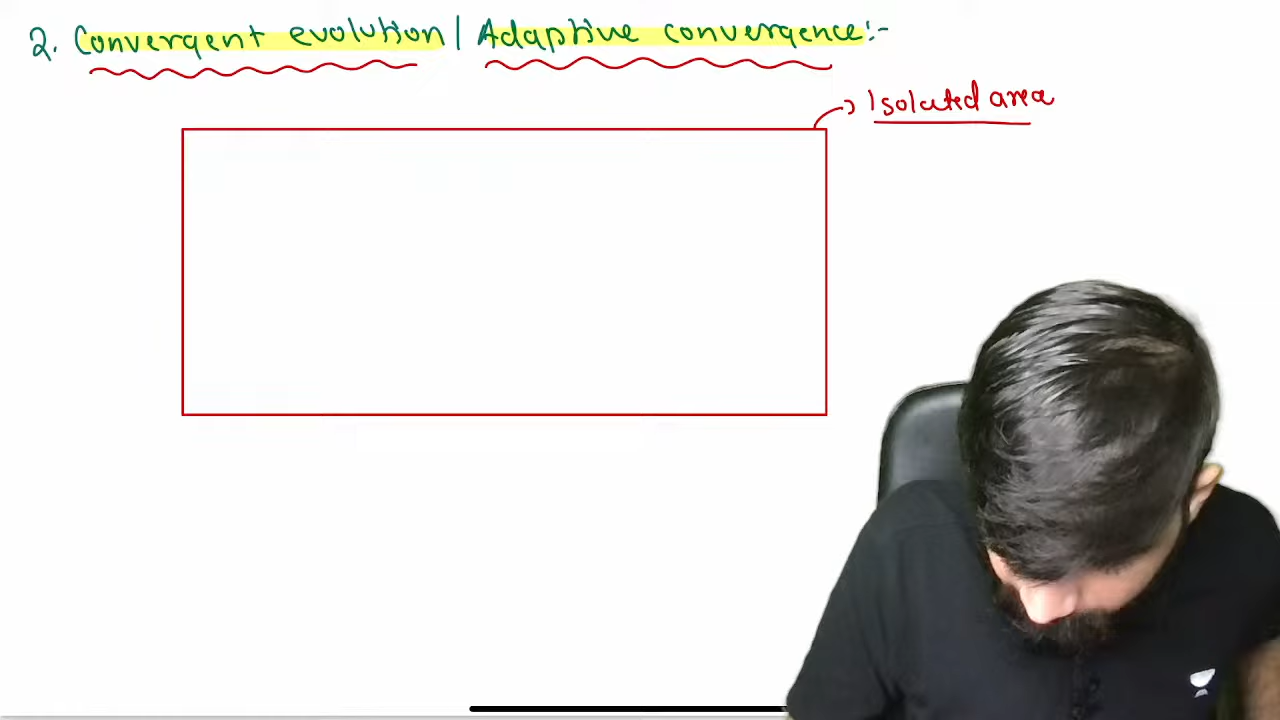 2. Convergent evolution | Adaptive convergence:-
Isolated area